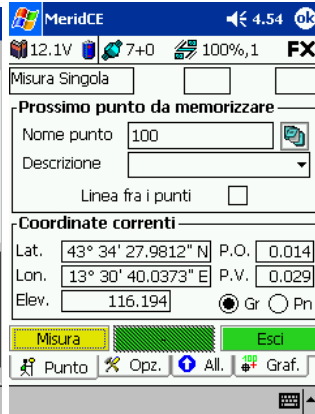 MeridCE 4.54 ok
12.1V 7+0 100%,1 FX
Misura Singola
Prossimo punto da memorizzare
Nome punto 100
Descrizione
Linea fra i punti
Coordinate correnti
Lat. 43° 34' 27.9812" N P.O. 0.014
Lon. 13° 30' 40.0373" E P.V. 0.029
Elev. 116.194 Gr Pn
Misura - Esci
Punto Opz. All. Graf.